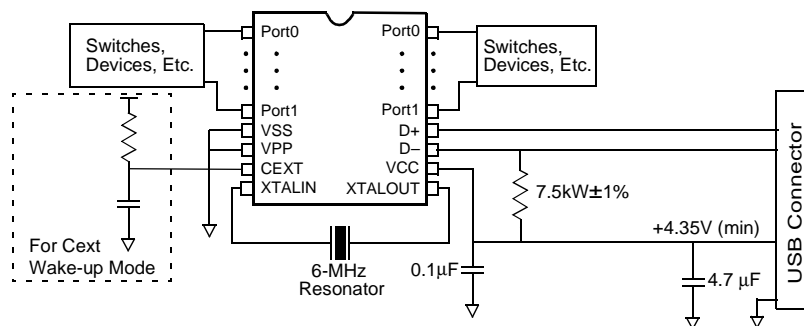 Switches,
Devices, Etc.
Port0
Port0
Switches,
Devices, Etc.
Port1
Port1
VSS
D+
VPP
D–
CEXT
VCC
XTALIN
XTALOUT
7.5kW±1%
+4.35V (min)
For Cext
Wake-up Mode
6-MHz
Resonator
0.1µF
4.7 µF
USB Connector